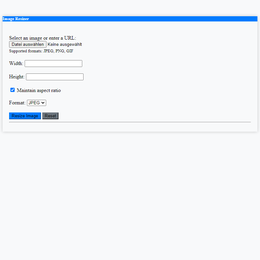 Image Resizer
Select an image or enter a URL:
Datei auswählen Keine ausgewählt
Supported formats: JPEG, PNG, GIF
Width:
Height:
Maintain aspect ratio
Format: JPEG
Resize Image Reset